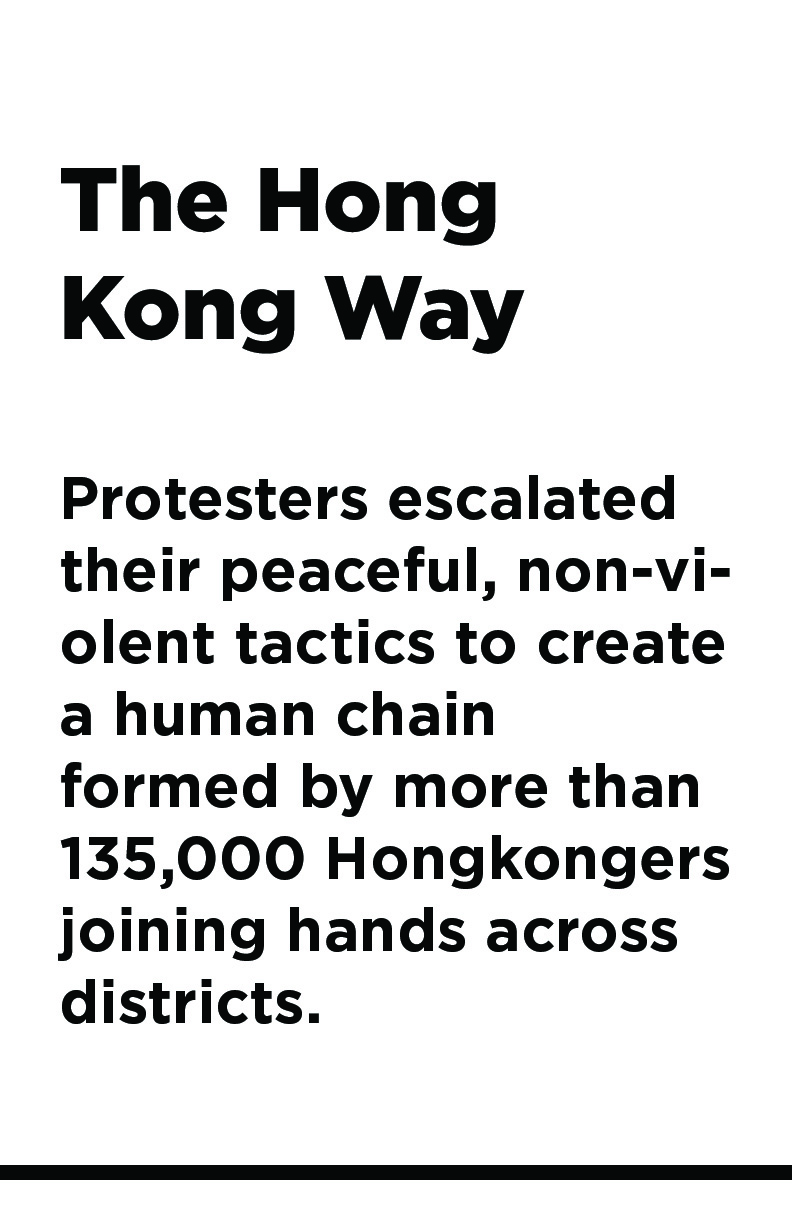 The Hong
Kong Way
Protesters escalated
their peaceful, non-vi-
olent tactics to create
a human chain
formed by more than
135,000 Hongkongers
joining hands across
districts.